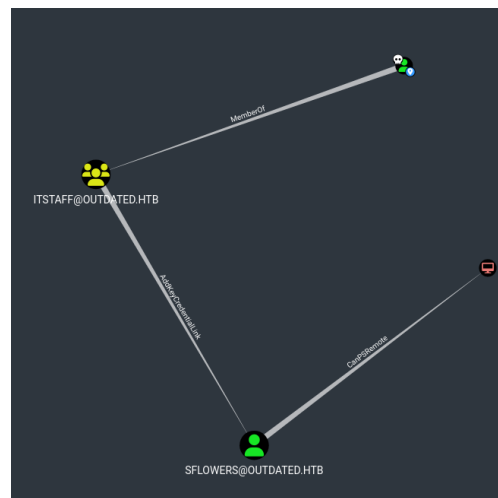 MemberOf
ITSTAFF@OUTDATED.HTB
AddKeyCredentialLink
CanPSRemote
SFLOWERS@OUTDATED.HTB